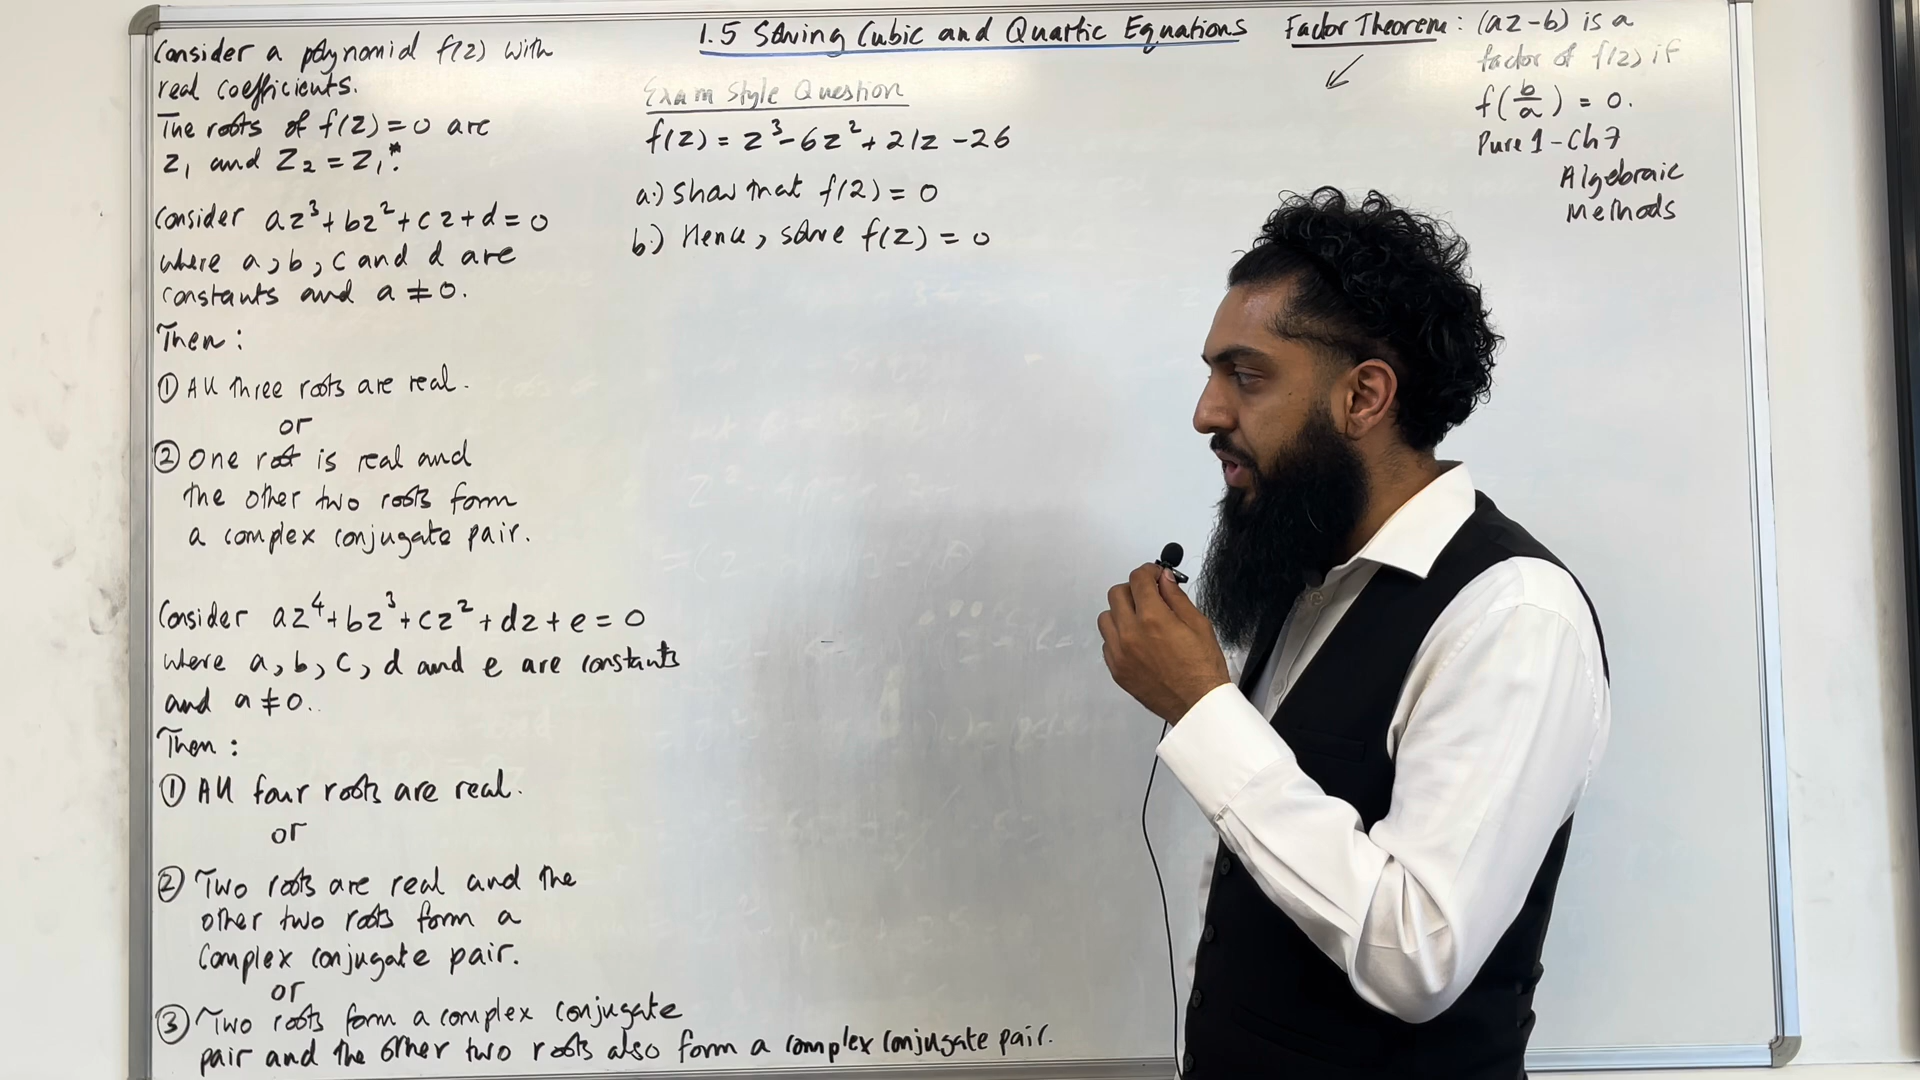 1.5 Solving Cubic and Quartic Equations
Consider a polynomial f(z) with
real coefficients.
The roots of f(z)=0 are
z₁ and z₂ = z₁*.
Consider az³+bz²+cz+d=0
where a, b, c and d are
constants and a ≠ 0.
Then:
① All three roots are real.
or
② One root is real and
the other two roots form
a complex conjugate pair.
Consider az⁴+bz³+cz²+dz+e=0
where a, b, c, d and e are constants
and a ≠ 0.
Then:
① All four roots are real.
or
② Two roots are real and the
other two roots form a
complex conjugate pair.
or
③ Two roots form a complex conjugate
pair and the other two roots also form a complex conjugate pair.
Exam Style Question
f(z) = z³-6z²+21z-26
a.) Show that f(2) = 0
b.) Hence, solve f(z) = 0
Factor Theorem: (az-b) is a
factor of f(z) if
f(b/a) = 0.
Pure 1 - Ch 7
Algebraic
Methods